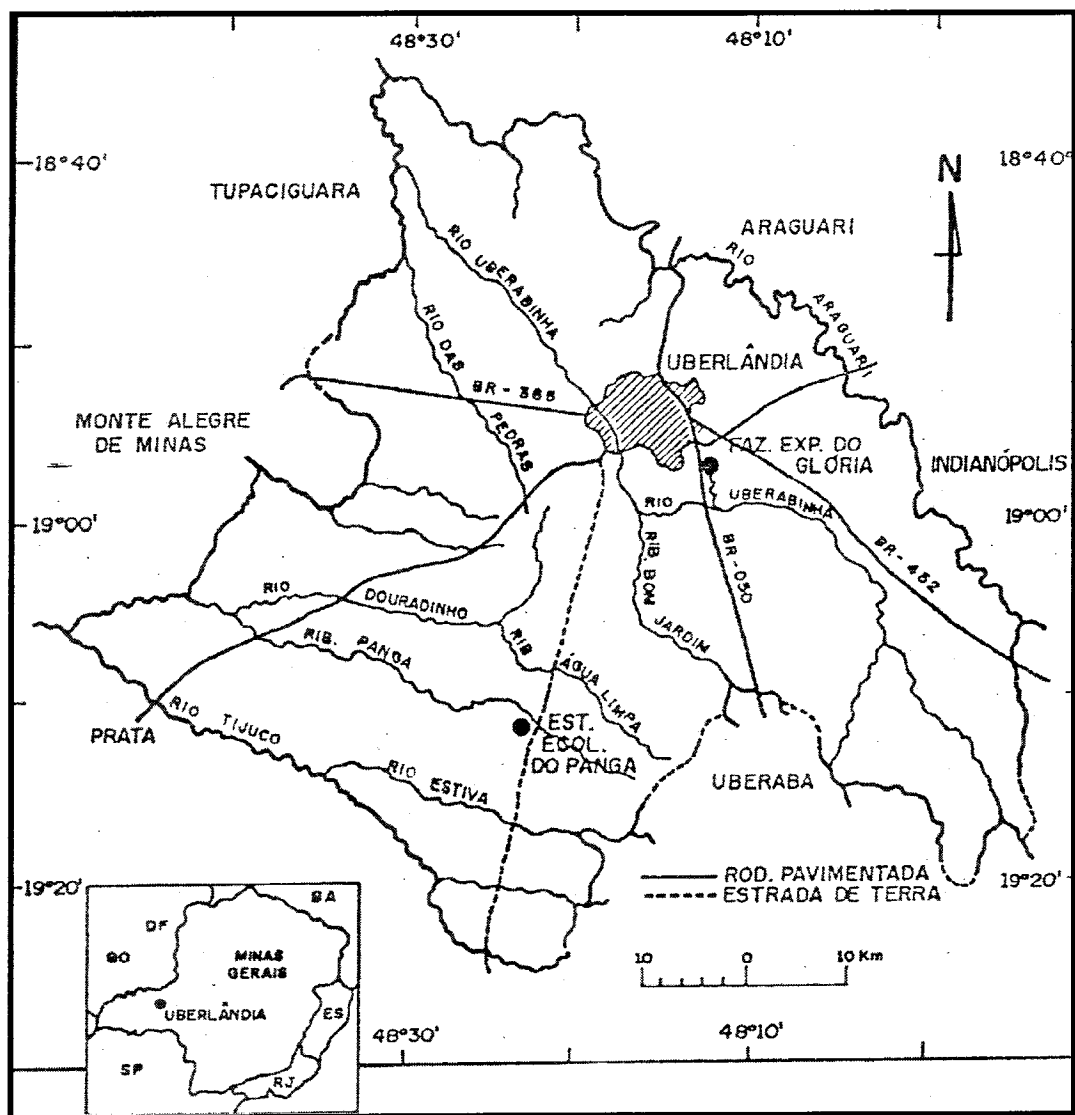 48°30'
48°10'
18°40'
18°40'
N
TUPACIGUARA
ARAGUARI
RIO UBERABINHA
RIO ARAGUARI
RIO DAS PEDRAS
UBERLÂNDIA
BR-365
MONTE ALEGRE
DE MINAS
FAZ. EXP. DO
GLÓRIA
INDIANÓPOLIS
RIO UBERABINHA
19°00'
19°00'
BR-452
BR-050
RIB. BOM JARDIM
RIO DOURADINHO
RIB. PANGA
RIB ÁGUA LIMPA
RIO TIJUCO
PRATA
EST.
ECOL.
DO PANGA
RIO ESTIVA
UBERABA
ROD. PAVIMENTADA
ESTRADA DE TERRA
19°20'
19°20'
10 0 10 Km
BA
DF
GO
MINAS
GERAIS
UBERLÂNDIA
ES
SP
RJ
48°30'
48°10'